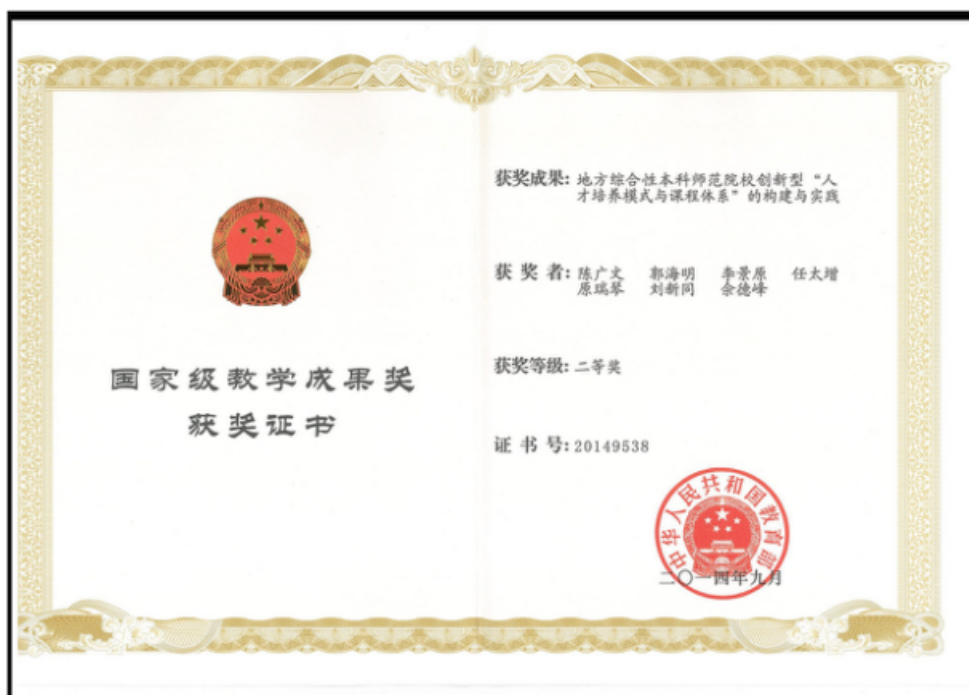 国家级教学成果奖
获奖证书
获奖成果:地方综合性本科师范院校创新型“人
才培养模式与课程体系”的构建与实践
获 奖 者:陈广文 郭海明 李景原 任太增
原瑞琴 刘新同 余德峰
获奖等级:二等奖
证 书 号:20149538
中华人民共和国教育部
二〇一四年九月